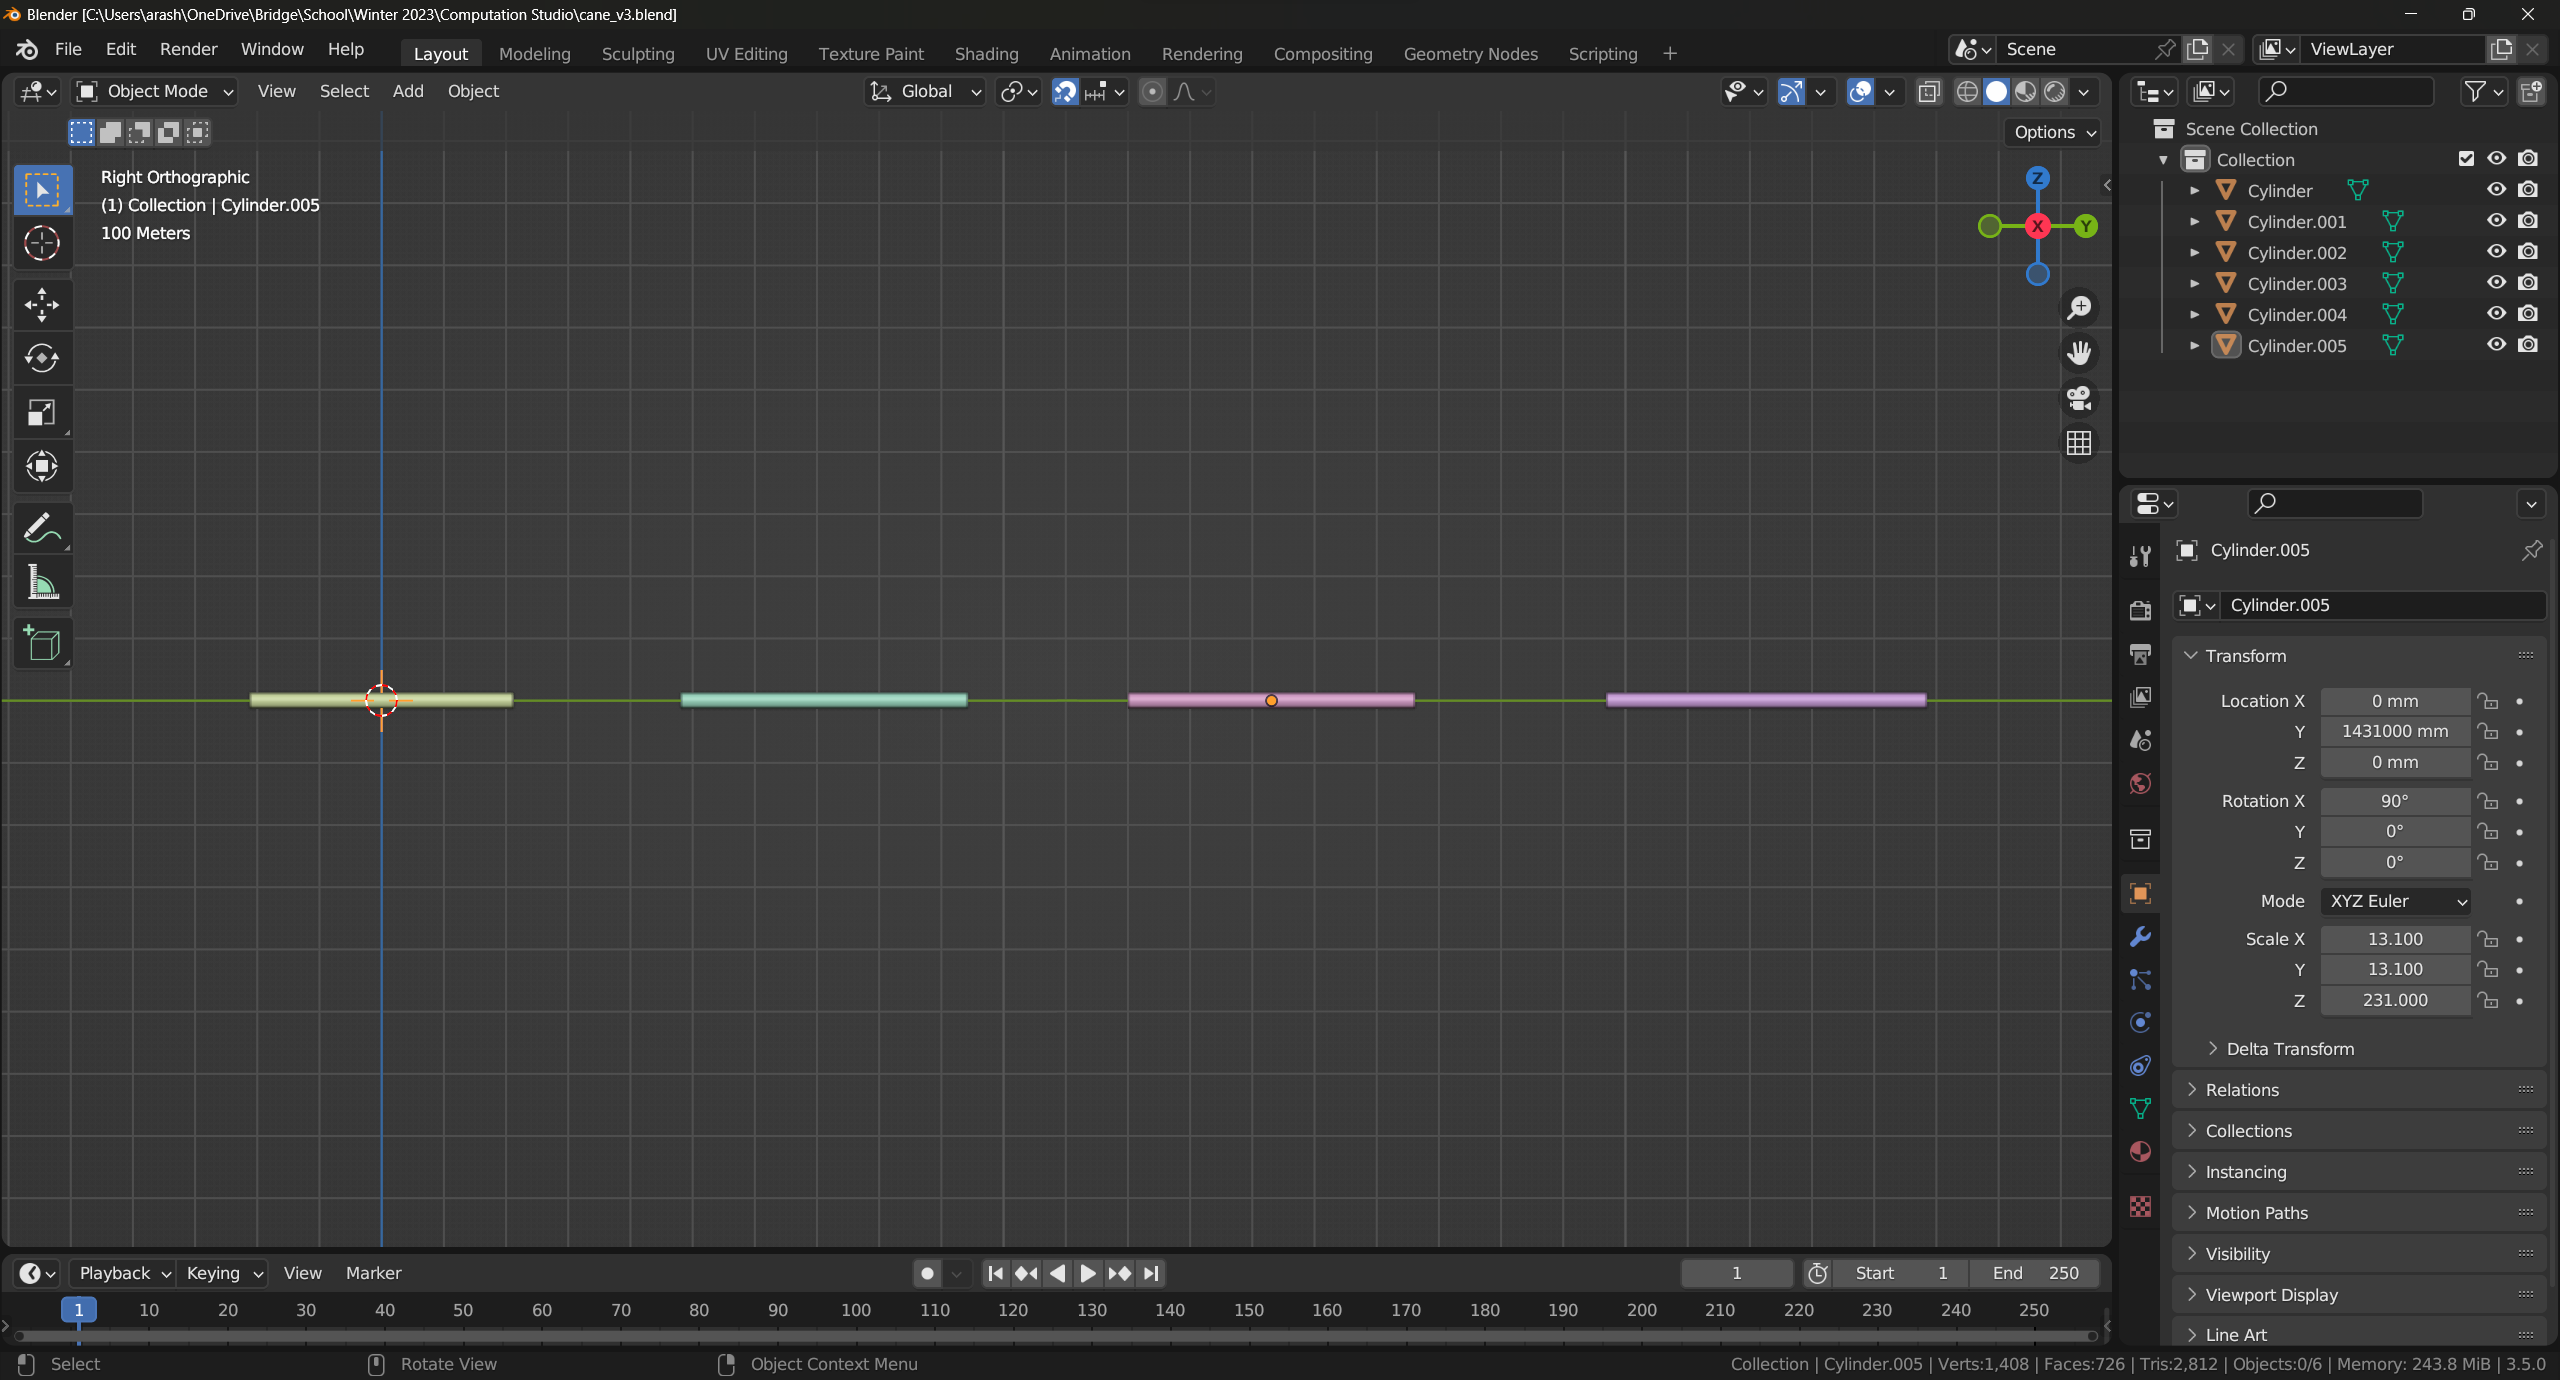 Blender [C:\Users\arash\OneDrive\Bridge\School\Winter 2023\Computation Studio\cane_v3.blend]
File Edit Render Window Help Layout Modeling Sculpting UV Editing Texture Paint Shading Animation Rendering Compositing Geometry Nodes Scripting + Scene ViewLayer
Object Mode View Select Add Object Global
Options
Right Orthographic
(1) Collection | Cylinder.005
100 Meters
Z
X
Y
Scene Collection
Collection
Cylinder
Cylinder.001
Cylinder.002
Cylinder.003
Cylinder.004
Cylinder.005
Cylinder.005
Cylinder.005
Transform
Location X 0 mm
Y 1431000 mm
Z 0 mm
Rotation X 90°
Y 0°
Z 0°
Mode XYZ Euler
Scale X 13.100
Y 13.100
Z 231.000
Delta Transform
Relations
Collections
Instancing
Motion Paths
Visibility
Viewport Display
Line Art
Playback Keying View Marker 1 Start 1 End 250
1 10 20 30 40 50 60 70 80 90 100 110 120 130 140 150 160 170 180 190 200 210 220 230 240 250
Select Rotate View Object Context Menu Collection | Cylinder.005 | Verts:1,408 | Faces:726 | Tris:2,812 | Objects:0/6 | Memory: 243.8 MiB | 3.5.0